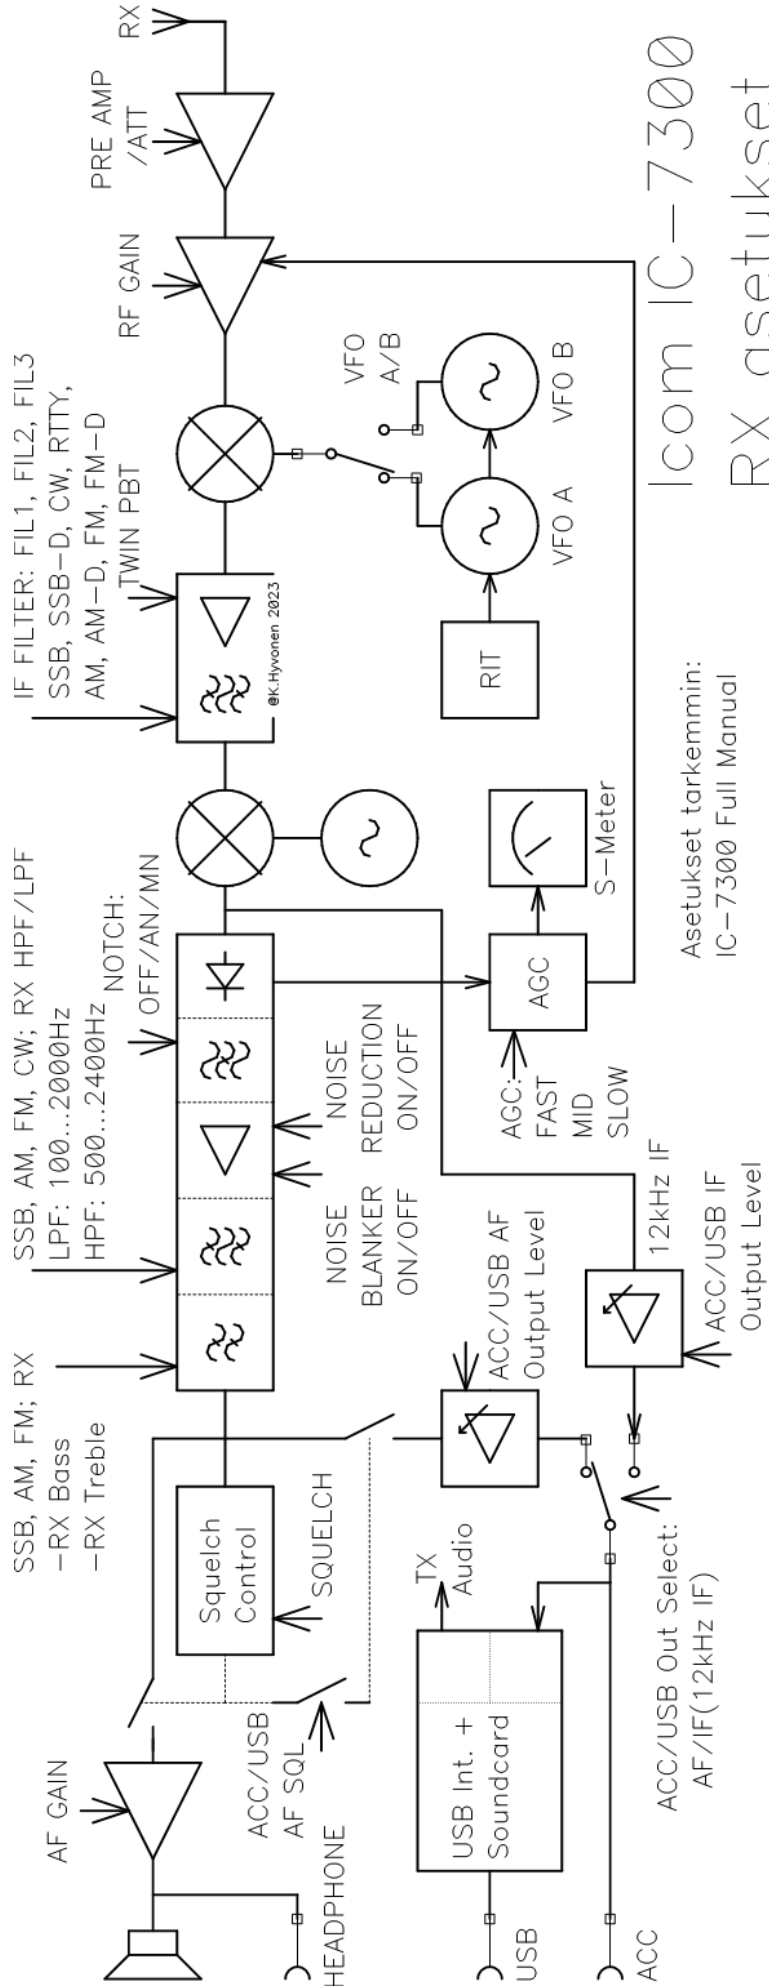 RX
PRE AMP
/ATT
RF GAIN
IF FILTER: FIL1, FIL2, FIL3
SSB, SSB-D, CW, RTTY,
AM, AM-D, FM, FM-D
TWIN PBT
@K.Hyvonen 2023
VFO
A/B
VFO A
VFO B
RIT
SSB, AM, FM, CW; RX HPF/LPF
LPF: 100...2000Hz
HPF: 500...2400Hz
NOTCH:
OFF/AN/MN
NOISE
REDUCTION
ON/OFF
NOISE
BLANKER
ON/OFF
S-Meter
AGC
AGC:
FAST
MID
SLOW
SSB, AM, FM; RX
-RX Bass
-RX Treble
Squelch
Control
SQUELCH
ACC/USB AF
Output Level
12kHz IF
ACC/USB IF
Output Level
AF GAIN
ACC/USB
AF SQL
HEADPHONE
TX
Audio
USB Int. +
Soundcard
ACC/USB Out Select:
AF/IF(12kHz IF)
USB
ACC
Icom IC-7300
RX asetukset
Asetukset tarkemmin:
IC-7300 Full Manual